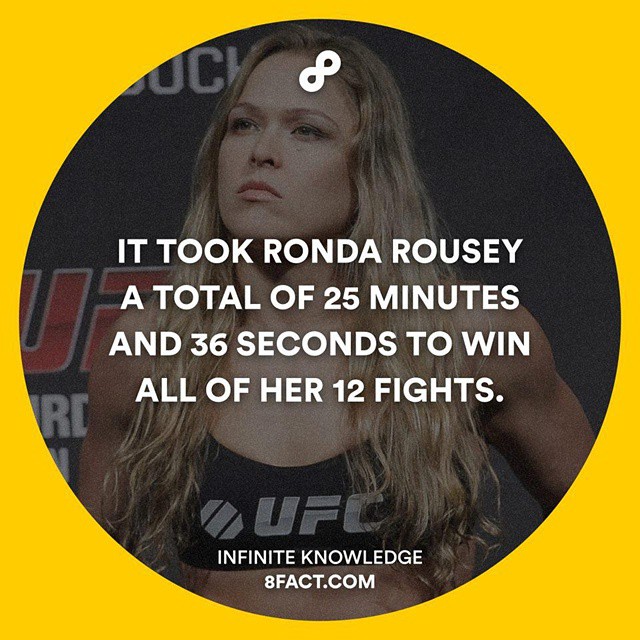 OUCH
IT TOOK RONDA ROUSEY
A TOTAL OF 25 MINUTES
AND 36 SECONDS TO WIN
ALL OF HER 12 FIGHTS.
UFC
INFINITE KNOWLEDGE
8FACT.COM